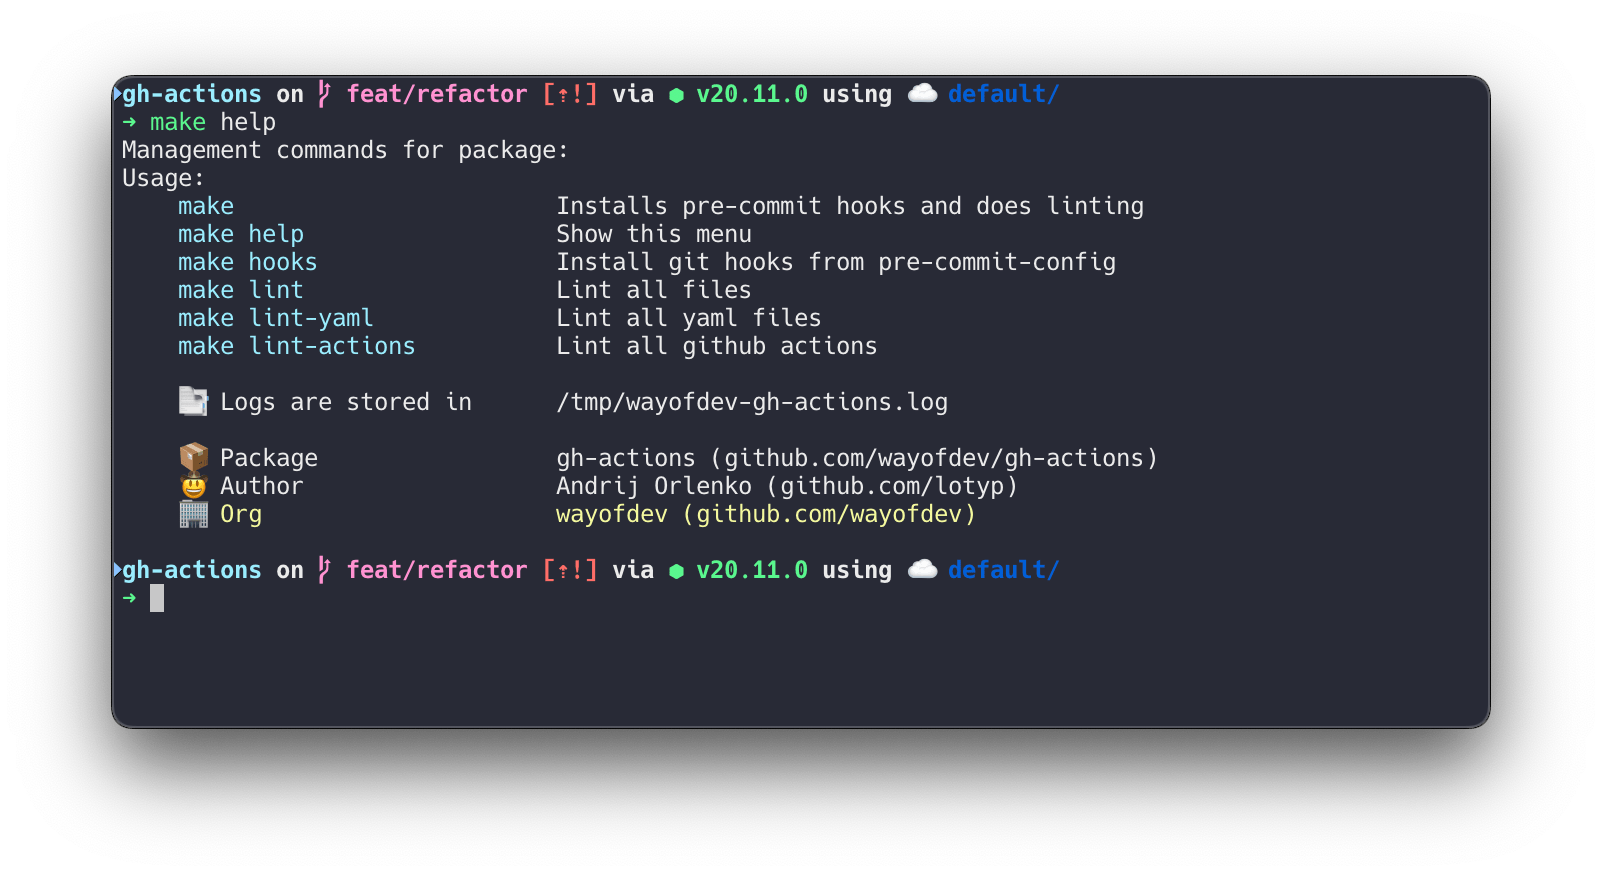 gh-actions on feat/refactor [⇡!] via ⬢ v20.11.0 using ☁️ default/
➜ make help
Management commands for package:
Usage:
make Installs pre-commit hooks and does linting
make help Show this menu
make hooks Install git hooks from pre-commit-config
make lint Lint all files
make lint-yaml Lint all yaml files
make lint-actions Lint all github actions
📑 Logs are stored in /tmp/wayofdev-gh-actions.log
📦 Package gh-actions (github.com/wayofdev/gh-actions)
🤠 Author Andrij Orlenko (github.com/lotyp)
🏢 Org wayofdev (github.com/wayofdev)
gh-actions on feat/refactor [⇡!] via ⬢ v20.11.0 using ☁️ default/
➜